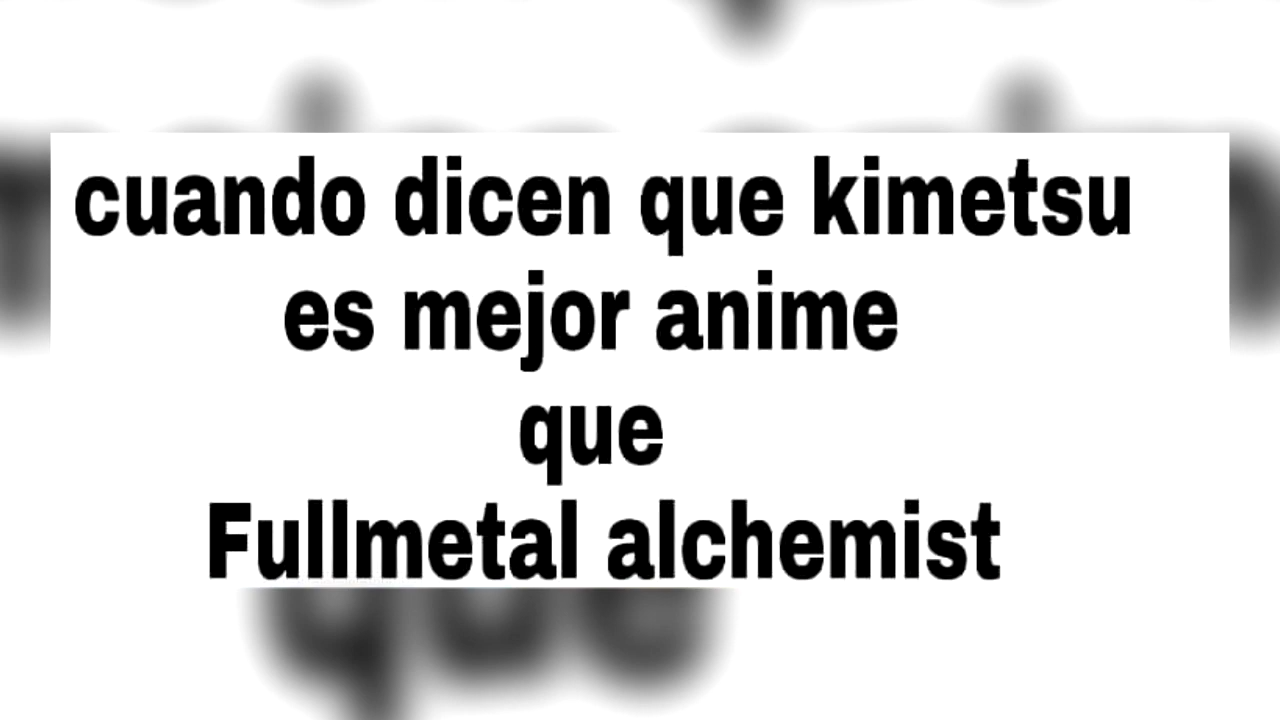 cuando dicen que kimetsu
es mejor anime
que
Fullmetal alchemist